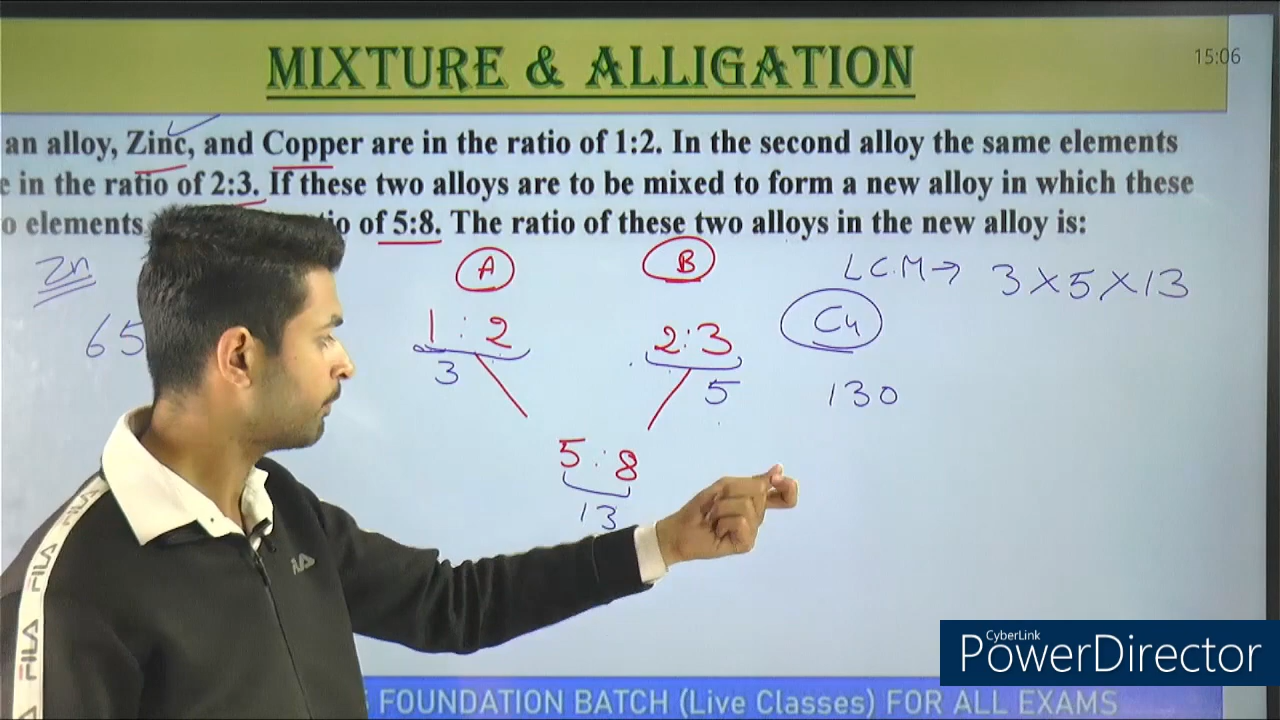 MIXTURE & ALLIGATION
15:06
an alloy, Zinc, and Copper are in the ratio of 1:2. In the second alloy the same elements
e in the ratio of 2:3. If these two alloys are to be mixed to form a new alloy in which these
o elements io of 5:8. The ratio of these two alloys in the new alloy is:
Zn
A
B
L C.M → 3 X 5 X 13
65
1 : 2
2:3
Cu
3
5
130
5:8
13
FILA
FILA
FILA
FILA
CyberLink
PowerDirector
FOUNDATION BATCH (Live Classes) FOR ALL EXAMS